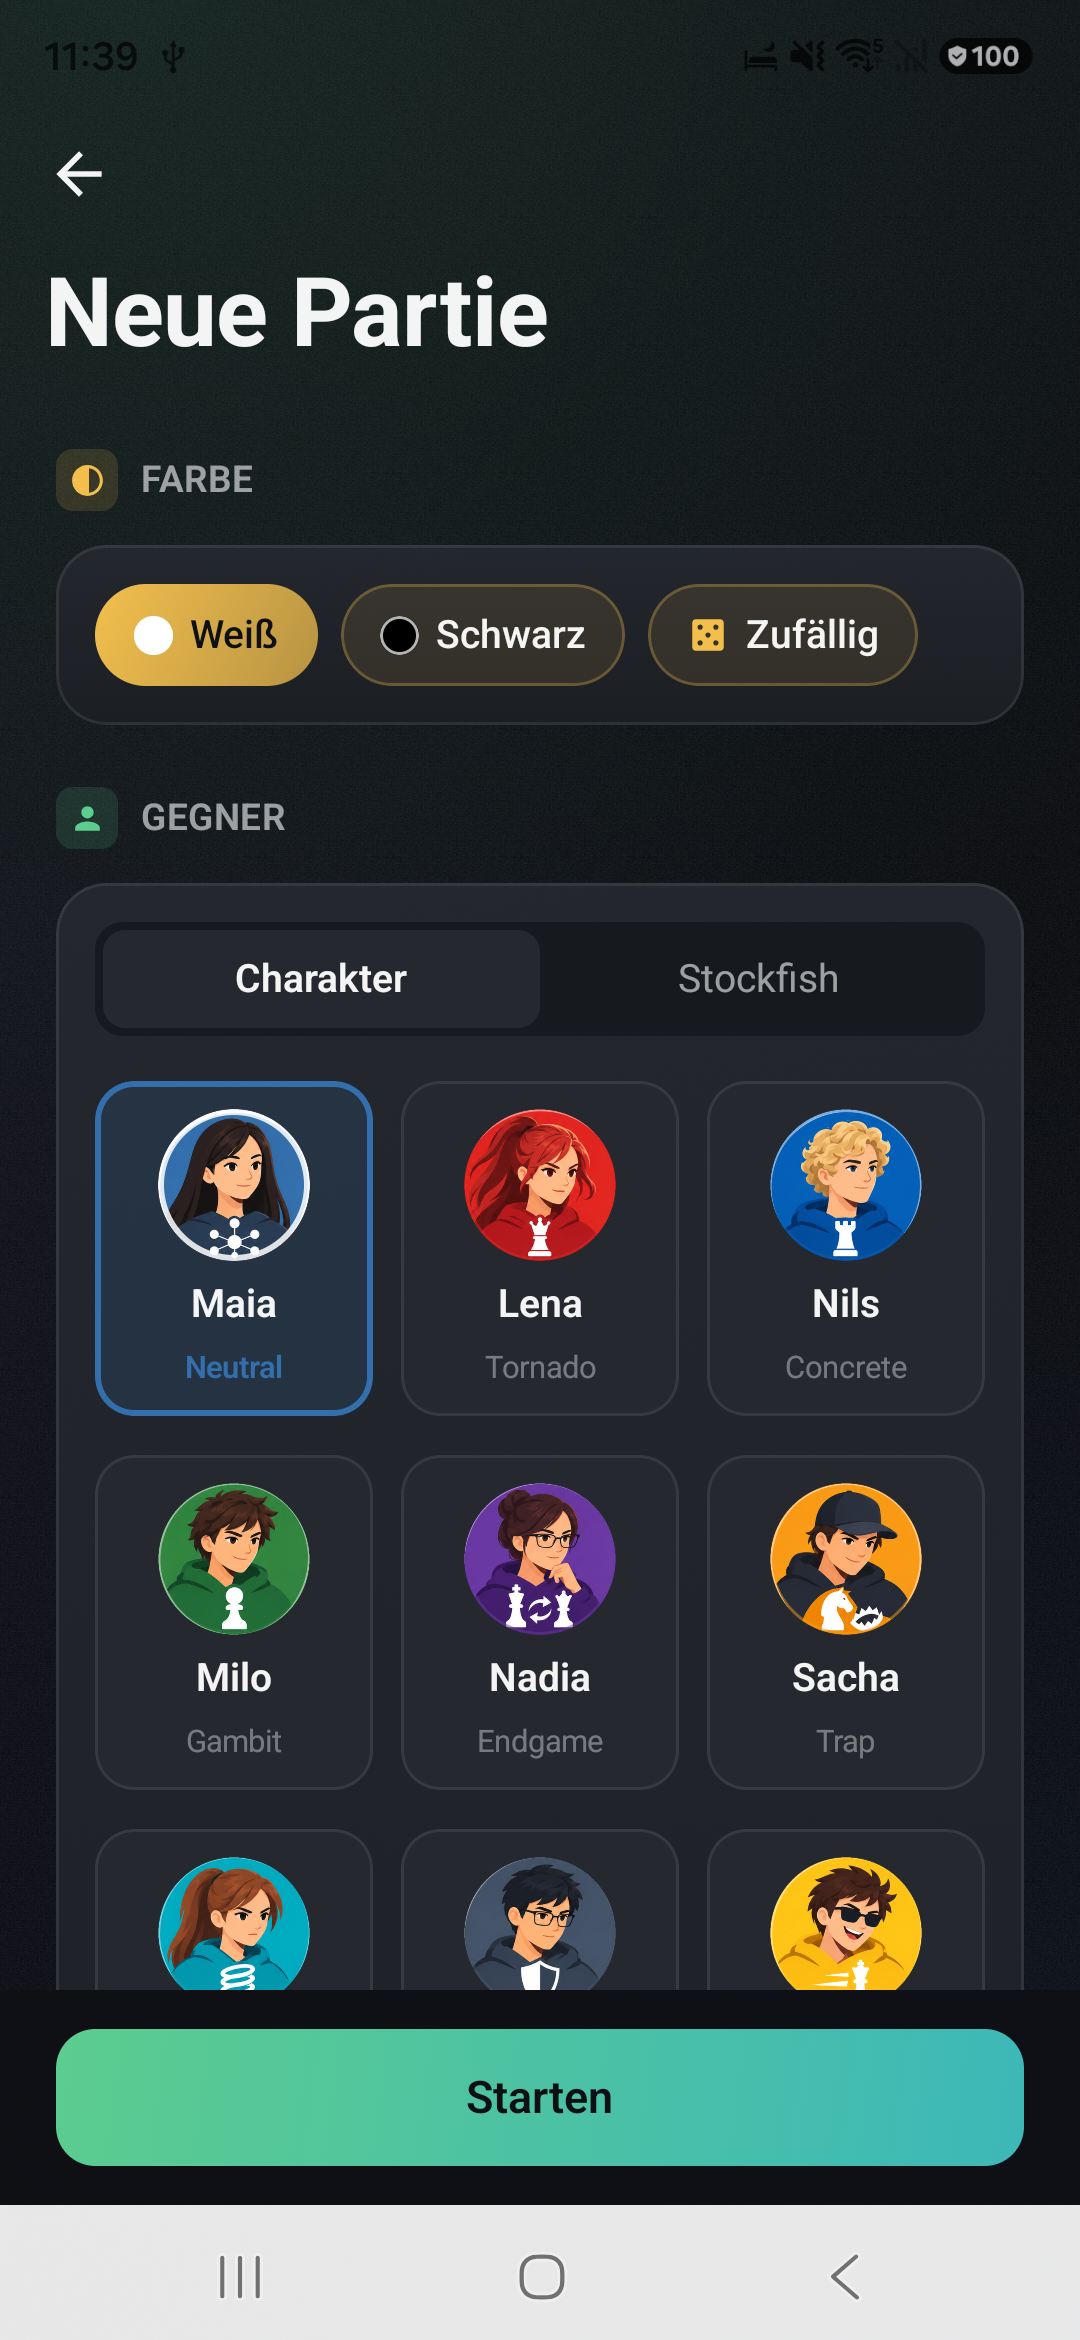 11:39
5
100
Neue Partie
FARBE
Weiß
Schwarz
Zufällig
GEGNER
Charakter
Stockfish
Maia
Neutral
Lena
Tornado
Nils
Concrete
Milo
Gambit
Nadia
Endgame
Sacha
Trap
Starten